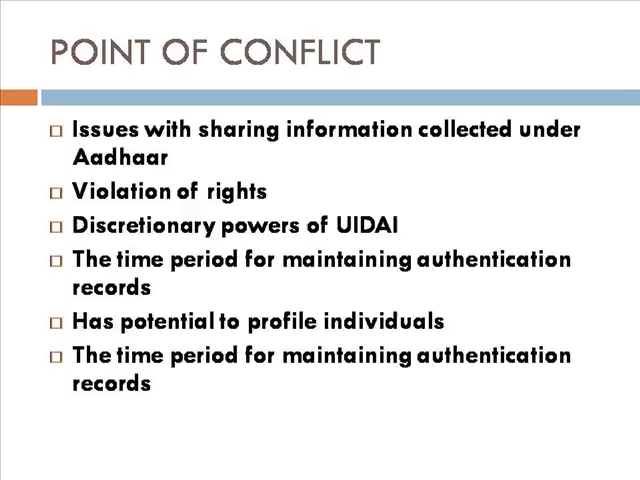 POINT OF CONFLICT
Issues with sharing information collected under
Aadhaar
Violation of rights
Discretionary powers of UIDAI
The time period for maintaining authentication
records
Has potential to profile individuals
The time period for maintaining authentication
records